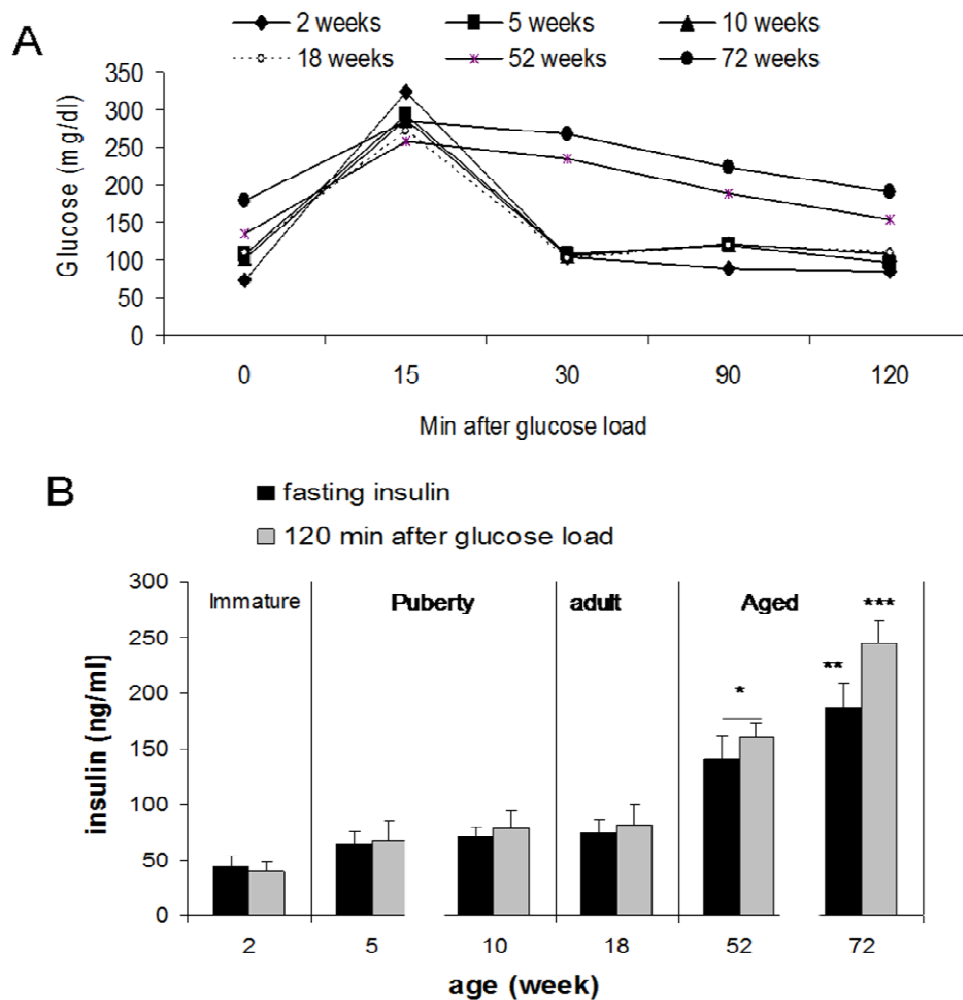 A
2 weeks 5 weeks 10 weeks
18 weeks 52 weeks 72 weeks
Glucose (mg/dl)
350
300
250
200
150
100
50
0
0 15 30 90 120
Min after glucose load
B
fasting insulin
120 min after glucose load
insulin (ng/ml)
300
250
200
150
100
50
0
Immature Puberty adult Aged
***
**
*
2 5 10 18 52 72
age (week)